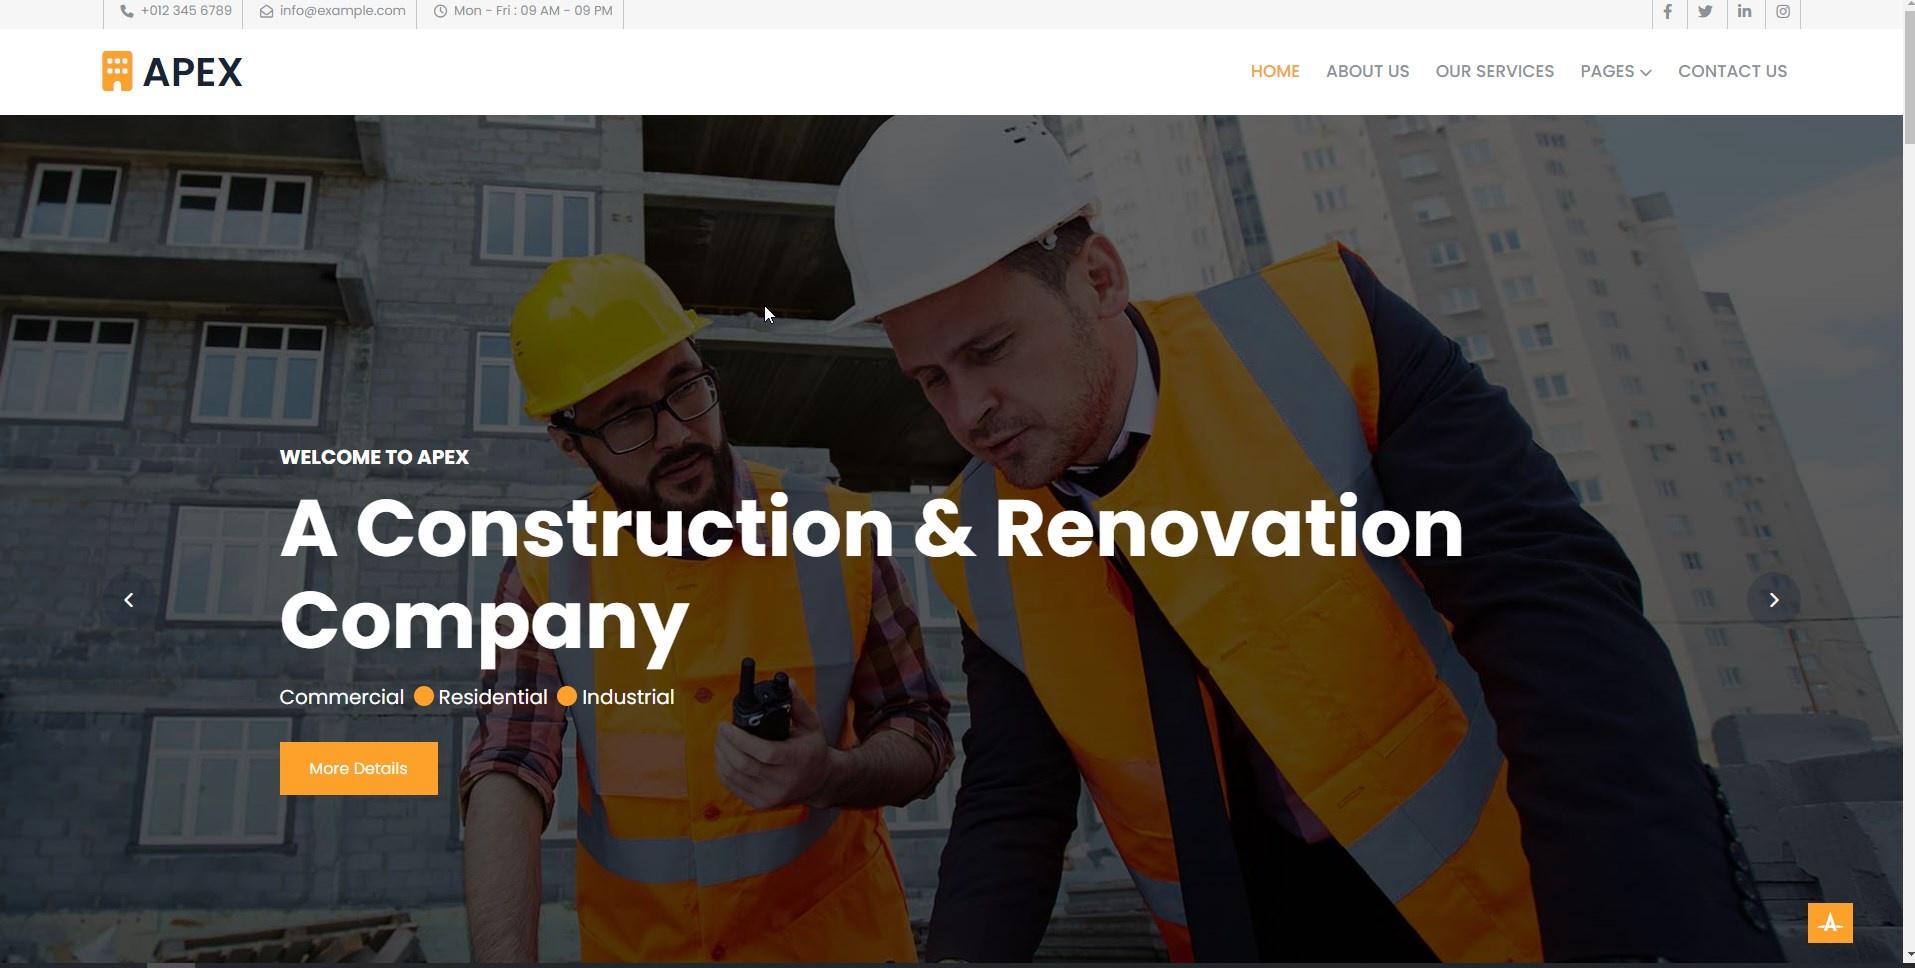 +012 345 6789
info@example.com
Mon - Fri : 09 AM - 09 PM
APEX
HOME
ABOUT US
OUR SERVICES
PAGES
CONTACT US
WELCOME TO APEX
A Construction & Renovation
Company
Commercial Residential Industrial
More Details